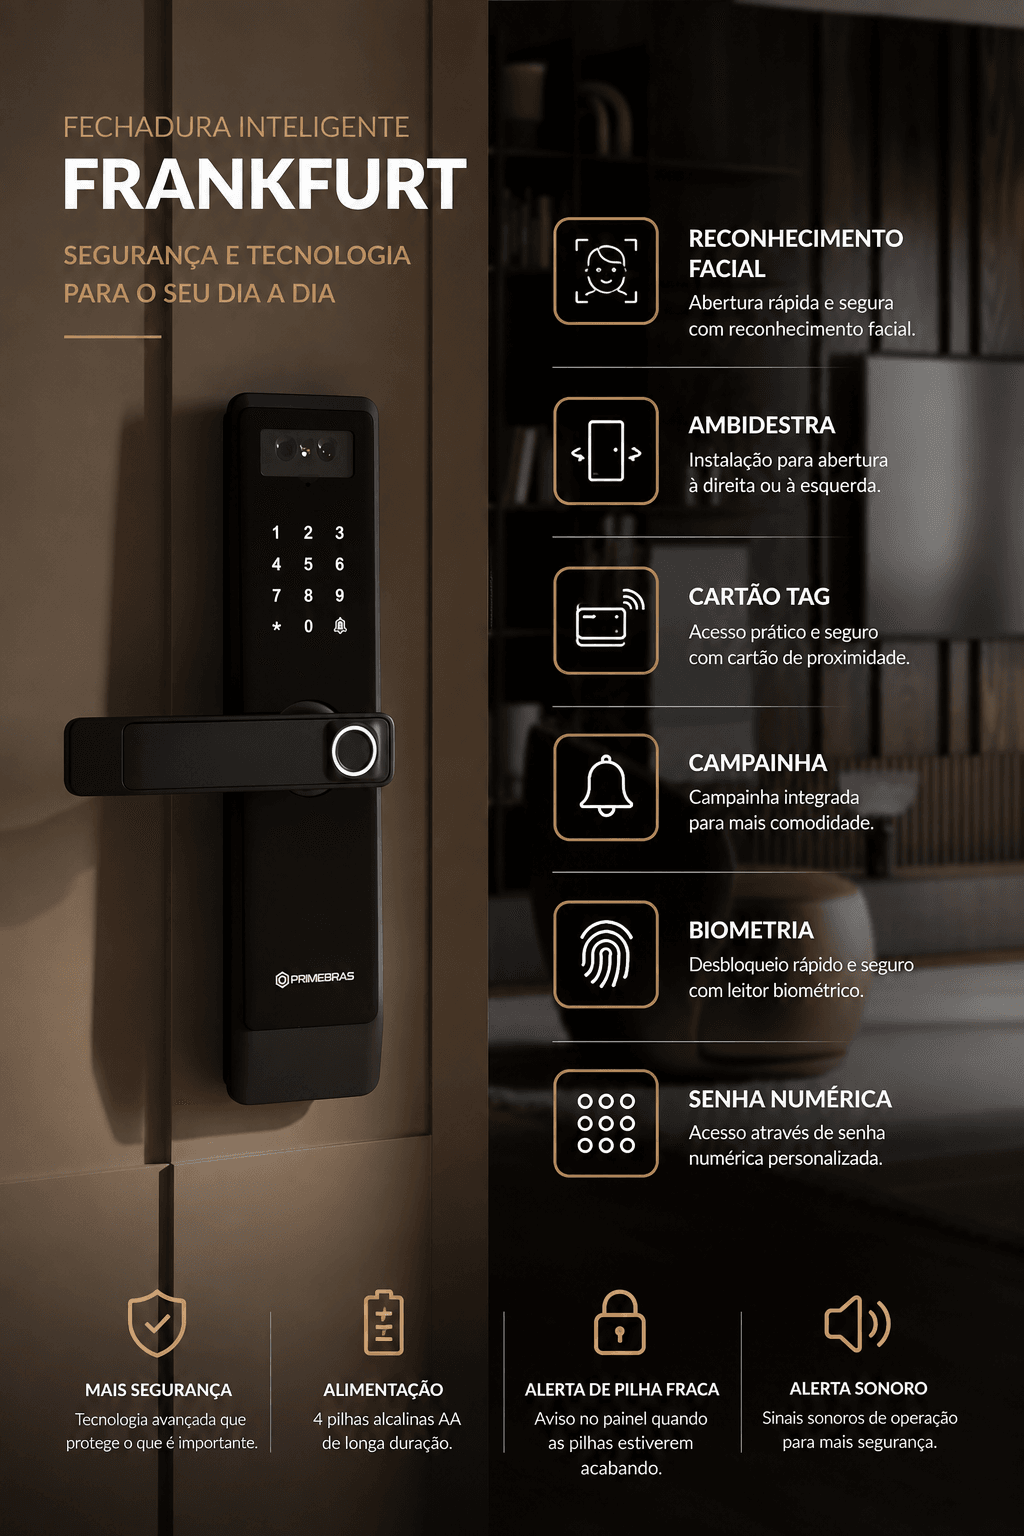 FECHADURA INTELIGENTE
FRANKFURT
SEGURANÇA E TECNOLOGIA
PARA O SEU DIA A DIA
1 2 3
4 5 6
7 8 9
* 0
PRIMEBRAS
RECONHECIMENTO
FACIAL
Abertura rápida e segura
com reconhecimento facial.
AMBIDESTRA
Instalação para abertura
à direita ou à esquerda.
CARTÃO TAG
Acesso prático e seguro
com cartão de proximidade.
CAMPAINHA
Campainha integrada
para mais comodidade.
BIOMETRIA
Desbloqueio rápido e seguro
com leitor biométrico.
SENHA NUMÉRICA
Acesso através de senha
numérica personalizada.
MAIS SEGURANÇA
Tecnologia avançada que
protege o que é importante.
ALIMENTAÇÃO
4 pilhas alcalinas AA
de longa duração.
ALERTA DE PILHA FRACA
Aviso no painel quando
as pilhas estiverem
acabando.
ALERTA SONORO
Sinais sonoros de operação
para mais segurança.